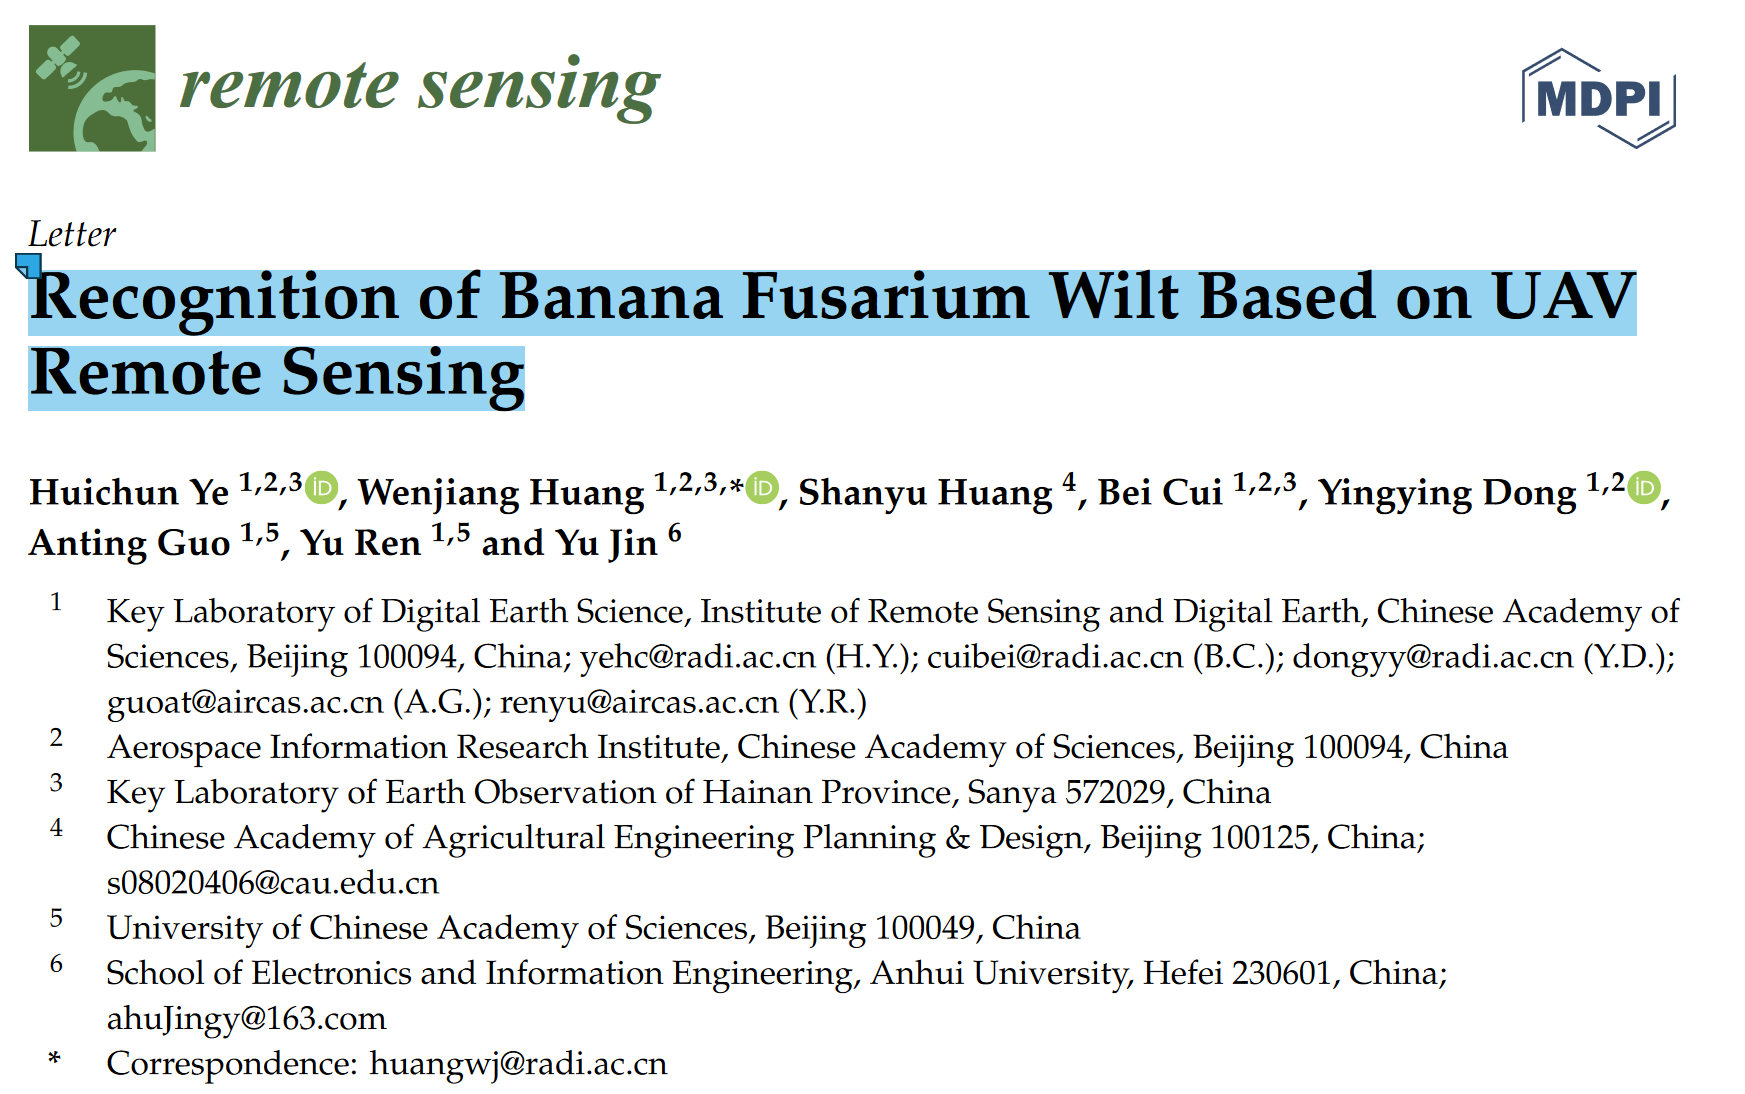 remote sensing
MDPI
Letter
Recognition of Banana Fusarium Wilt Based on UAV
Remote Sensing
Huichun Ye 1,2,3 iD, Wenjiang Huang 1,2,3,* iD, Shanyu Huang 4, Bei Cui 1,2,3, Yingying Dong 1,2 iD,
Anting Guo 1,5, Yu Ren 1,5 and Yu Jin 6
1 Key Laboratory of Digital Earth Science, Institute of Remote Sensing and Digital Earth, Chinese Academy of
Sciences, Beijing 100094, China; yehc@radi.ac.cn (H.Y.); cuibei@radi.ac.cn (B.C.); dongyy@radi.ac.cn (Y.D.);
guoat@aircas.ac.cn (A.G.); renyu@aircas.ac.cn (Y.R.)
2 Aerospace Information Research Institute, Chinese Academy of Sciences, Beijing 100094, China
3 Key Laboratory of Earth Observation of Hainan Province, Sanya 572029, China
4 Chinese Academy of Agricultural Engineering Planning & Design, Beijing 100125, China;
s08020406@cau.edu.cn
5 University of Chinese Academy of Sciences, Beijing 100049, China
6 School of Electronics and Information Engineering, Anhui University, Hefei 230601, China;
ahuJingy@163.com
* Correspondence: huangwj@radi.ac.cn